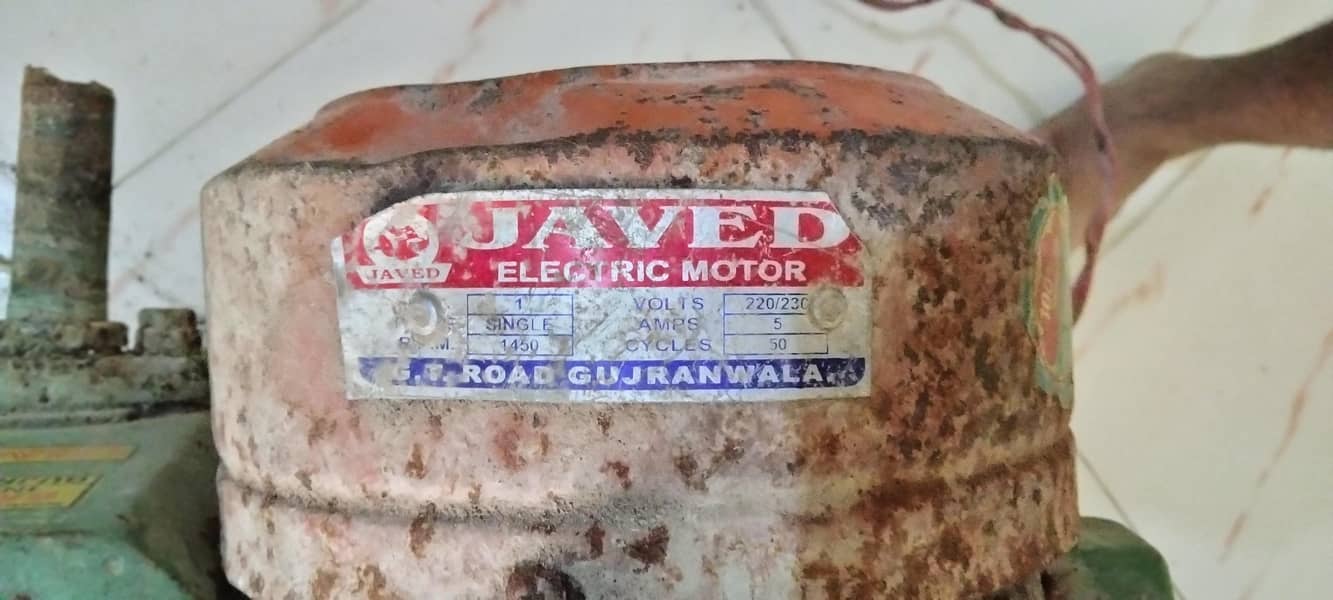 JAVED
JAVED
ELECTRIC MOTOR
1 VOLTS 220/230
SINGLE AMPS 5
1450 CYCLES 50
G.T. ROAD GUJRANWALA.